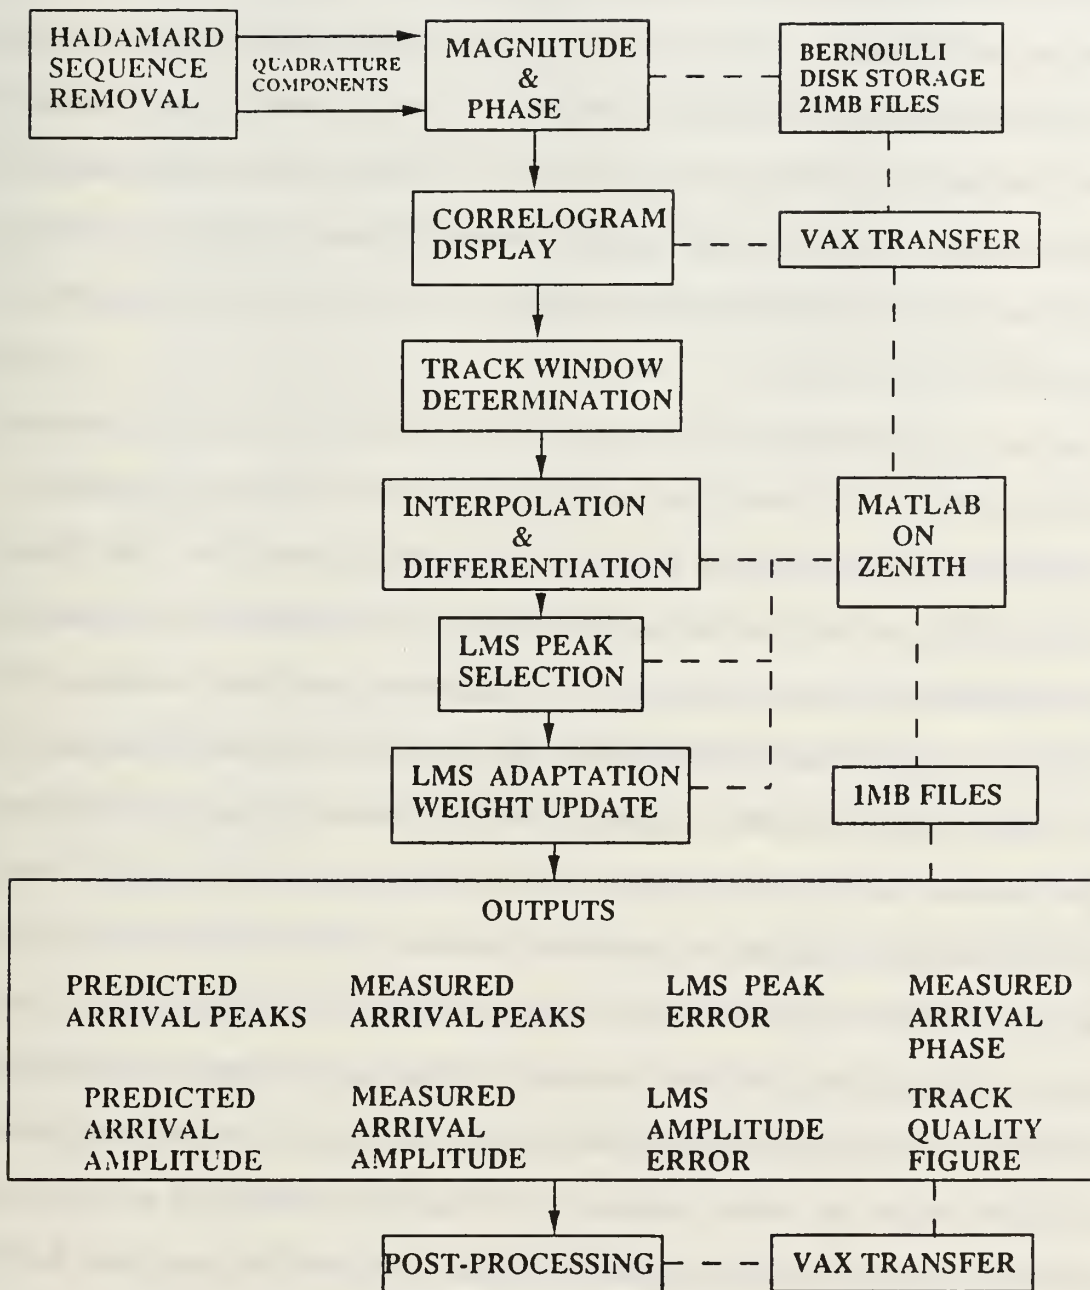 HADAMARD
SEQUENCE
REMOVAL
QUADRATTURE
COMPONENTS
MAGNIITUDE
&
PHASE
BERNOULLI
DISK STORAGE
21MB FILES
CORRELOGRAM
DISPLAY
VAX TRANSFER
TRACK WINDOW
DETERMINATION
INTERPOLATION
&
DIFFERENTIATION
MATLAB
ON
ZENITH
LMS PEAK
SELECTION
LMS ADAPTATION
WEIGHT UPDATE
1MB FILES
OUTPUTS
PREDICTED
ARRIVAL PEAKS
MEASURED
ARRIVAL PEAKS
LMS PEAK
ERROR
MEASURED
ARRIVAL
PHASE
PREDICTED
ARRIVAL
AMPLITUDE
MEASURED
ARRIVAL
AMPLITUDE
LMS
AMPLITUDE
ERROR
TRACK
QUALITY
FIGURE
POST-PROCESSING
VAX TRANSFER